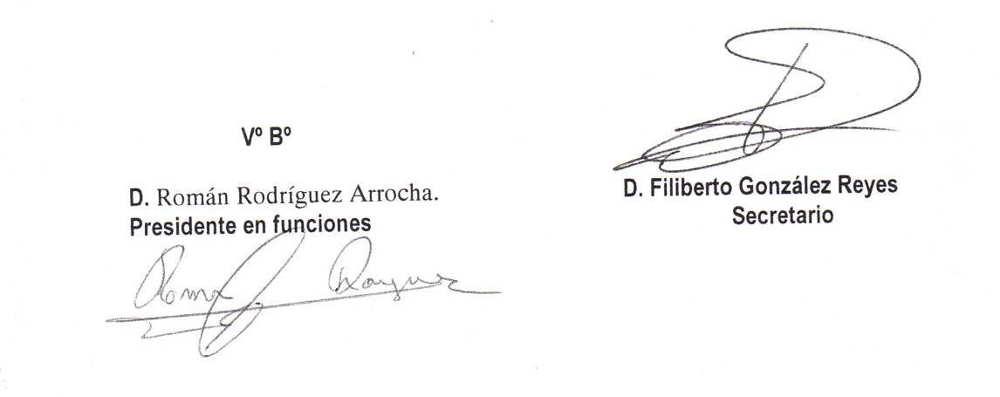 Vº Bº
D. Román Rodríguez Arrocha.
Presidente en funciones
D. Filiberto González Reyes
Secretario